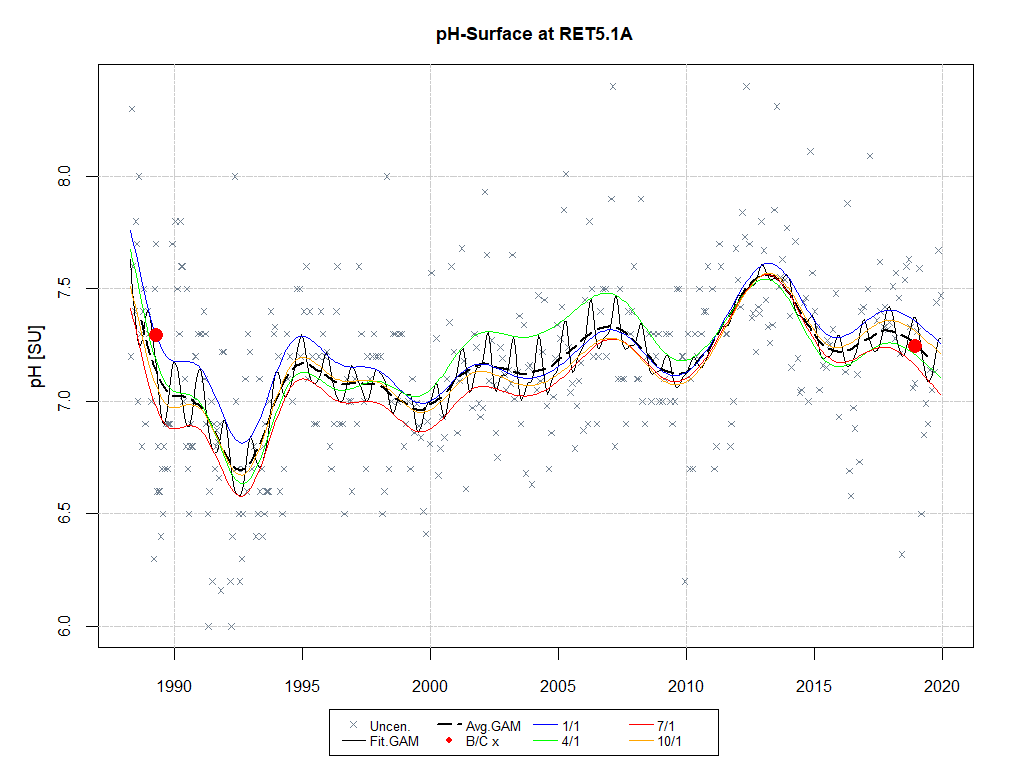 pH-Surface at RET5.1A
pH [SU]
8.0
7.5
7.0
6.5
6.0
1990 1995 2000 2005 2010 2015 2020
Uncen. Avg.GAM 1/1 7/1
Fit.GAM B/C x 4/1 10/1